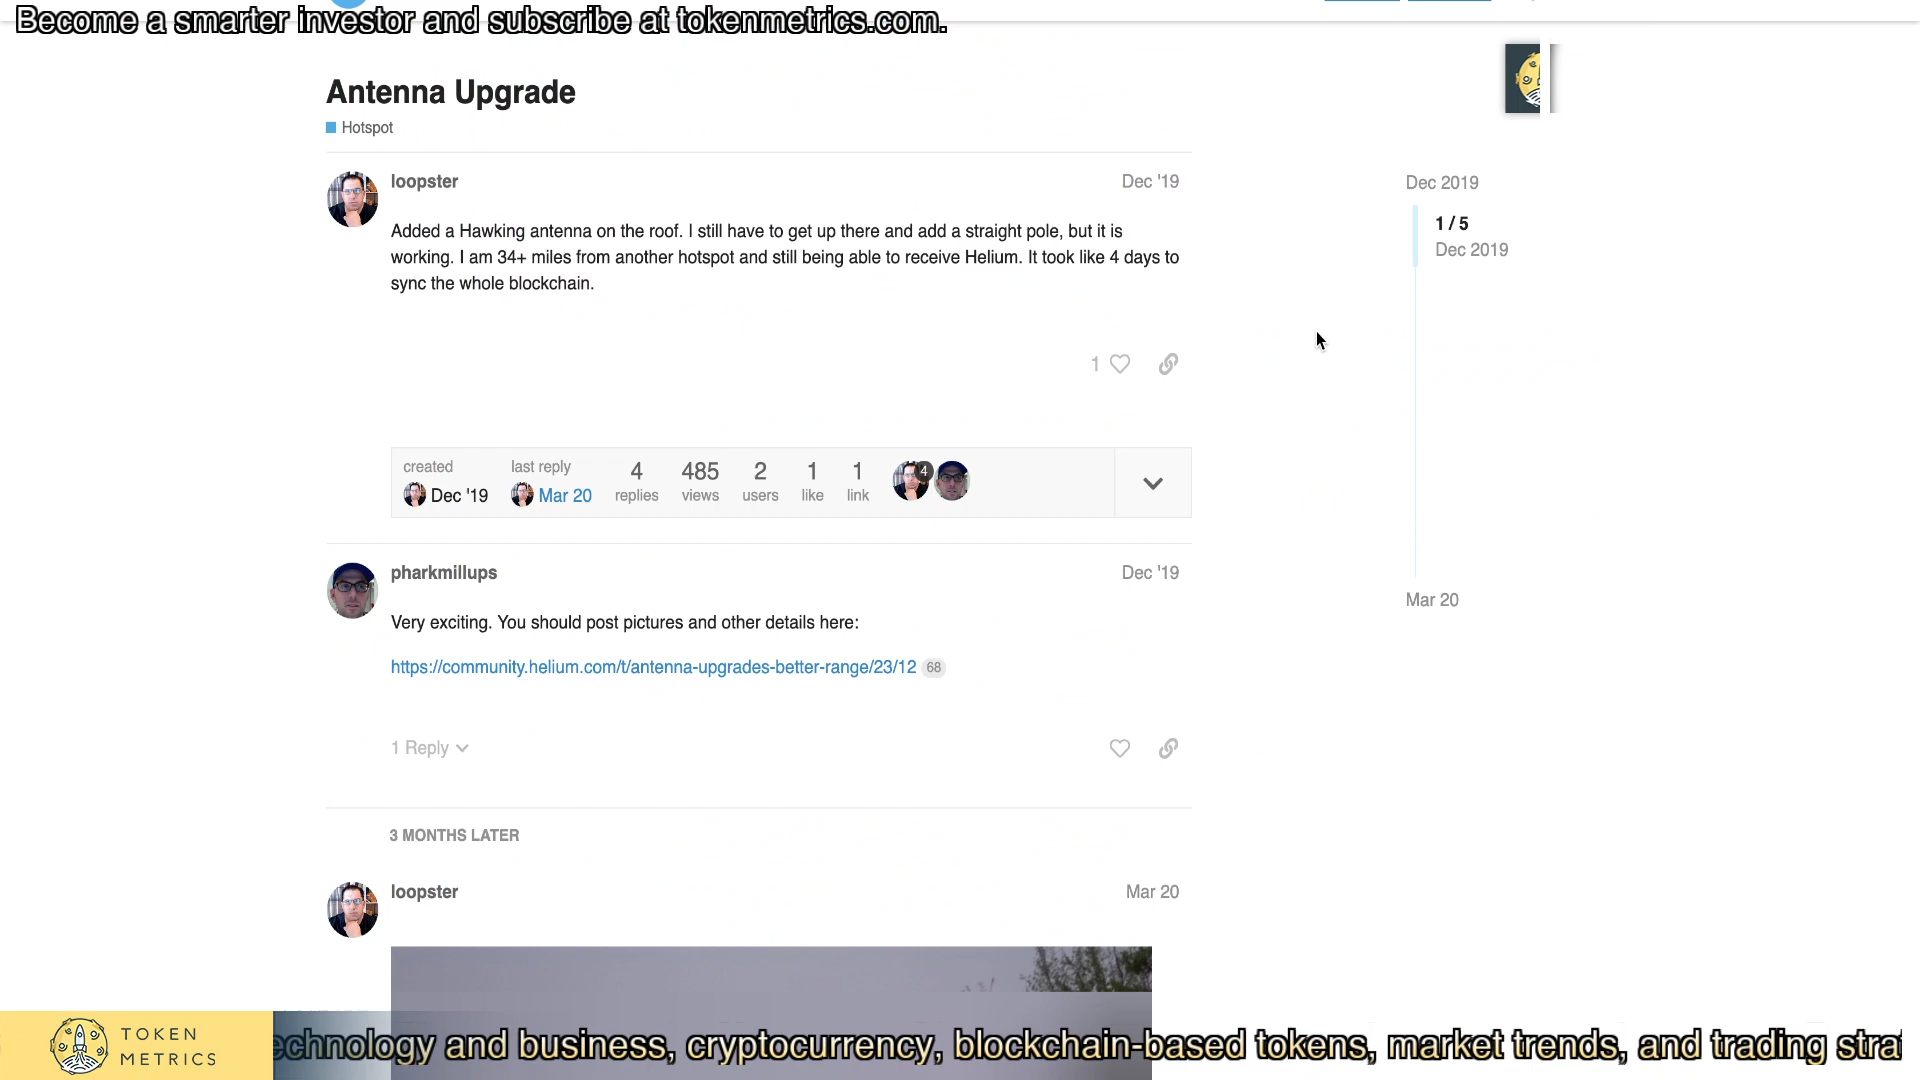 Become a smarter investor and subscribe at tokenmetrics.com.
Antenna Upgrade
Hotspot
loopster
Dec '19
Added a Hawking antenna on the roof. I still have to get up there and add a straight pole, but it is
working. I am 34+ miles from another hotspot and still being able to receive Helium. It took like 4 days to
sync the whole blockchain.
1
created
last reply
4
485
2
1
1
4
Dec '19
Mar 20
replies
views
users
like
link
pharkmillups
Dec '19
Very exciting. You should post pictures and other details here:
https://community.helium.com/t/antenna-upgrades-better-range/23/12 68
1 Reply
3 MONTHS LATER
loopster
Mar 20
Dec 2019
1 / 5
Dec 2019
Mar 20
TOKEN
METRICS
echnology and business, cryptocurrency, blockchain-based tokens, market trends, and trading stra